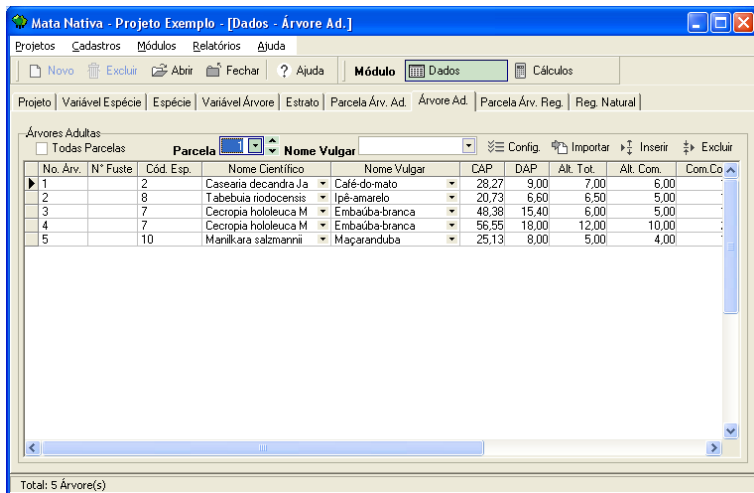 Mata Nativa - Projeto Exemplo - [Dados - Árvore Ad.]
Projetos Cadastros Módulos Relatórios Ajuda
Novo Excluir Abrir Fechar ? Ajuda Módulo Dados Cálculos
Projeto Variável Espécie Espécie Variável Árvore Estrato Parcela Árv. Ad. Árvore Ad. Parcela Árv. Reg. Reg. Natural
Árvores Adultas
Todas Parcelas Parcela 1 Nome Vulgar Config. Importar Inserir Excluir
No. Árv. N° Fuste Cód. Esp. Nome Científico Nome Vulgar CAP DAP Alt. Tot. Alt. Com. Com.Co
1 2 Casearia decandra Ja Café-do-mato 28,27 9,00 7,00 6,00
2 8 Tabebuia riodocensis Ipê-amarelo 20,73 6,60 6,50 5,00
3 7 Cecropia hololeuca M Embaúba-branca 48,38 15,40 6,00 5,00
4 7 Cecropia hololeuca M Embaúba-branca 56,55 18,00 12,00 10,00
5 10 Manilkara salzmannii Maçaranduba 25,13 8,00 5,00 4,00
Total: 5 Árvore(s)